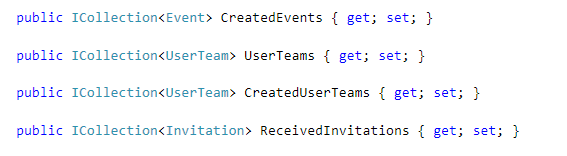 public ICollection<Event> CreatedEvents { get; set; }
public ICollection<UserTeam> UserTeams { get; set; }
public ICollection<UserTeam> CreatedUserTeams { get; set; }
public ICollection<Invitation> ReceivedInvitations { get; set; }